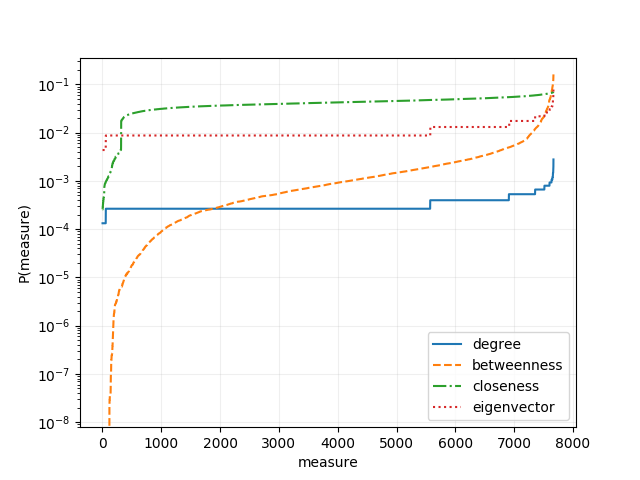 10⁻¹
10⁻²
10⁻³
10⁻⁴
10⁻⁵
10⁻⁶
10⁻⁷
10⁻⁸
P(measure)
degree
betweenness
closeness
eigenvector
0 1000 2000 3000 4000 5000 6000 7000 8000
measure